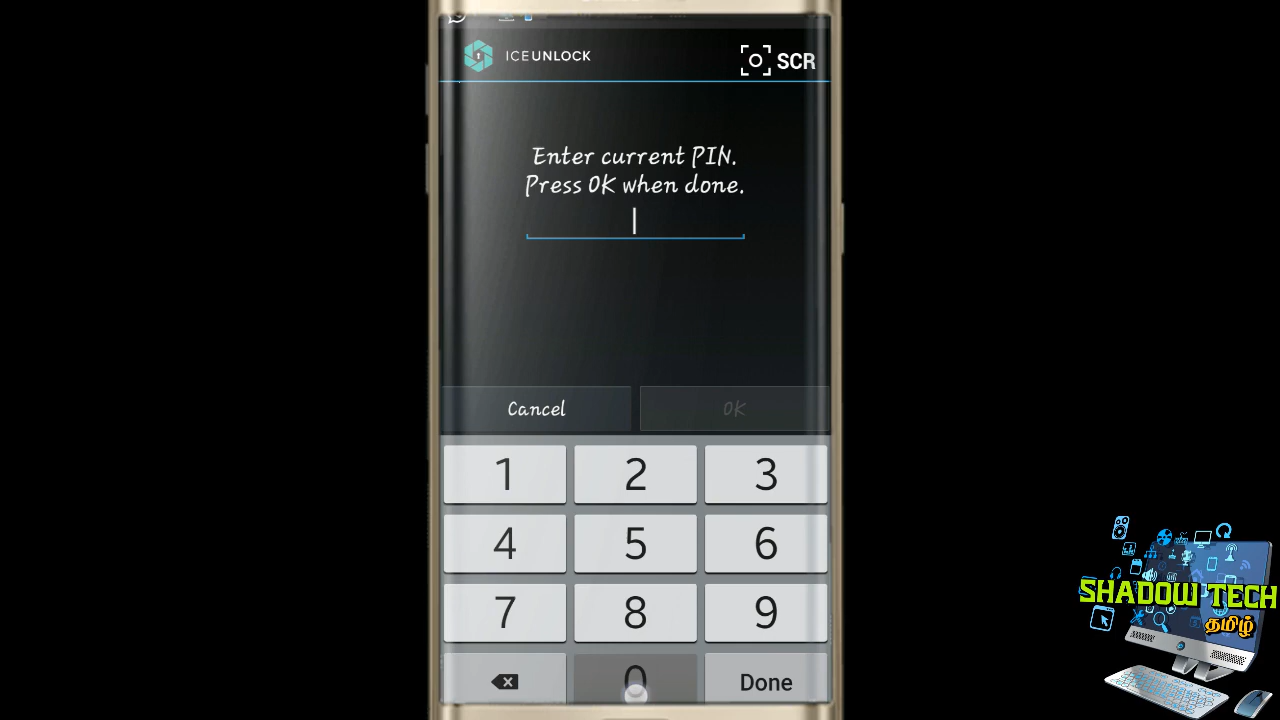 ICEUNLOCK
SCR
Enter current PIN.
Press OK when done.
Cancel
OK
1
2
3
4
5
6
7
8
9
0
Done
SHADOW TECH
தமிழ்